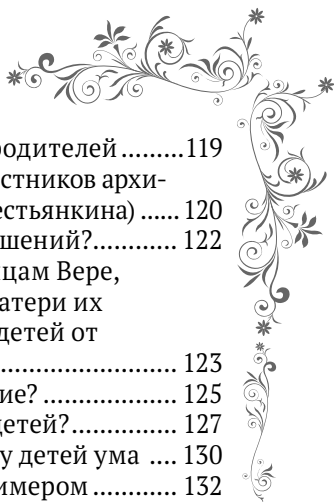 одителей.........119
стников архи-
естьянкина) ...... 120
шений?............ 122
цам Вере,
атери их
детей от
........................ 123
ие? .................. 125
детей?.............. 127
у детей ума .... 130
имером ............ 132